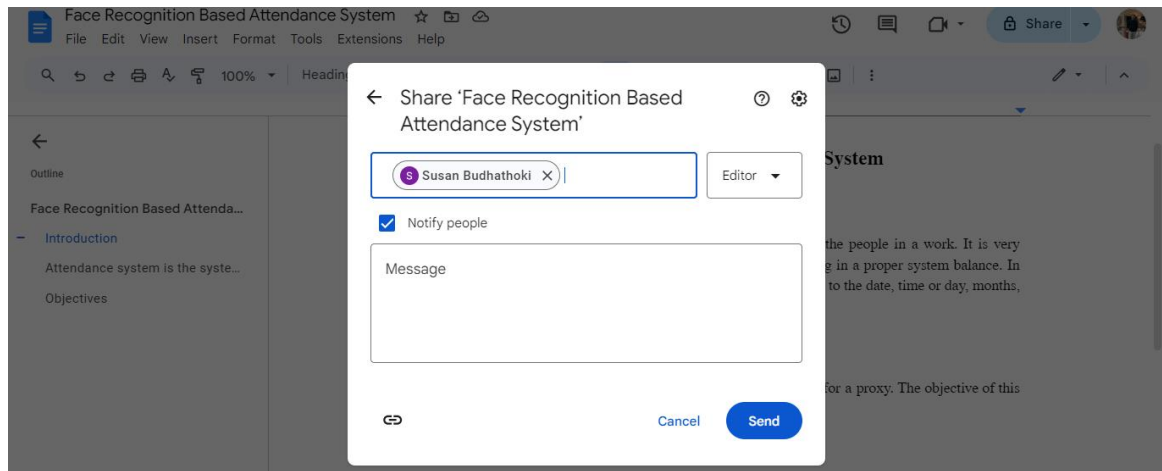 Face Recognition Based Attendance System
File Edit View Insert Format Tools Extensions Help
Share
100% Heading
Share ‘Face Recognition Based
Attendance System’
S Susan Budhathoki
Editor
Notify people
Message
Cancel Send
Outline
Face Recognition Based Attenda...
Introduction
Attendance system is the syste...
Objectives
System
the people in a work. It is very
g in a proper system balance. In
to the date, time or day, months,
for a proxy. The objective of this